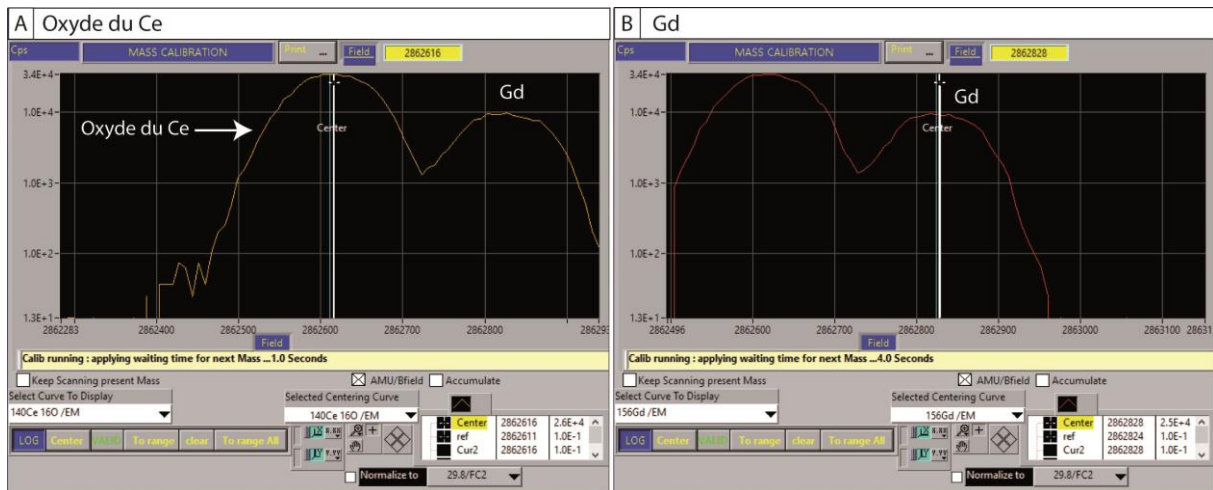 A Oxyde du Ce
Cps MASS CALIBRATION Print ... Field 2862616
3.4E+4
1.0E+4
1.0E+3
1.0E+2
1.3E+1
Gd
Oxyde du Ce
Center
2862283 2862400 2862500 2862600 2862700 2862800 28629
Field
Calib running : applying waiting time for next Mass ...1.0 Seconds
Keep Scanning present Mass AMU/Bfield Accumulate
Select Curve To Display Selected Centering Curve
140Ce 16O /EM 140Ce 16O /EM
Center 2862616 2.6E+4
ref 2862611 1.0E-1
Cur2 2862616 1.0E-1
LOG Center VALID To range clear To range All
X.XX
Y.YY
Normalize to 29.8/FC2
B Gd
Cps MASS CALIBRATION Print ... Field 2862828
3.4E+4
1.0E+4
1.0E+3
1.0E+2
1.3E+1
Gd
Center
2862496 2862600 2862700 2862800 2862900 2863000 2863100 28631
Field
Calib running : applying waiting time for next Mass ...4.0 Seconds
Keep Scanning present Mass AMU/Bfield Accumulate
Select Curve To Display Selected Centering Curve
156Gd /EM 156Gd /EM
Center 2862828 2.5E+4
ref 2862824 1.0E-1
Cur2 2862828 1.0E-1
LOG Center VALID To range clear To range All
X.XX
Y.YY
Normalize to 29.8/FC2